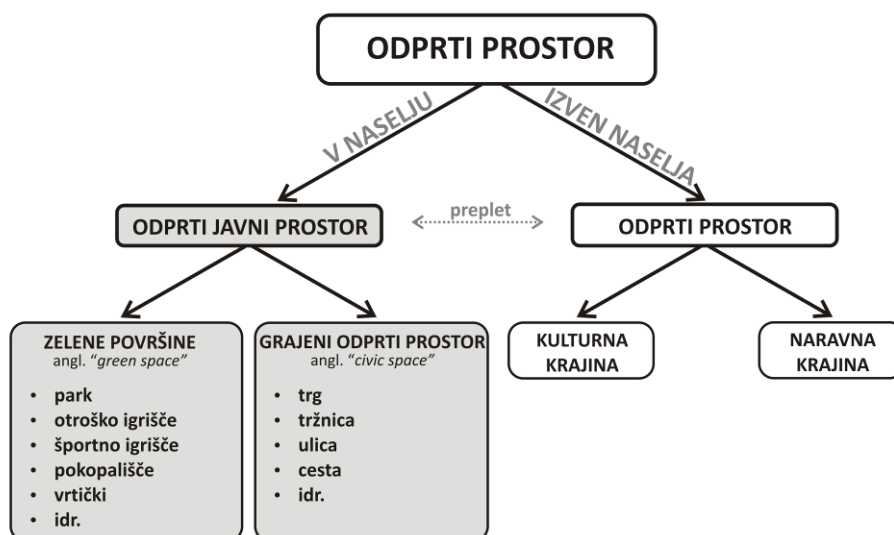 ODPRTI PROSTOR
V NASELJU
IZVEN NASELJA
ODPRTI JAVNI PROSTOR
preplet
ODPRTI PROSTOR
ZELENE POVRŠINE
angl. "green space"
• park
• otroško igrišče
• športno igrišče
• pokopališče
• vrtički
• idr.
GRAJENI ODPRTI PROSTOR
angl. "civic space"
• trg
• tržnica
• ulica
• cesta
• idr.
KULTURNA
KRAJINA
NARAVNA
KRAJINA